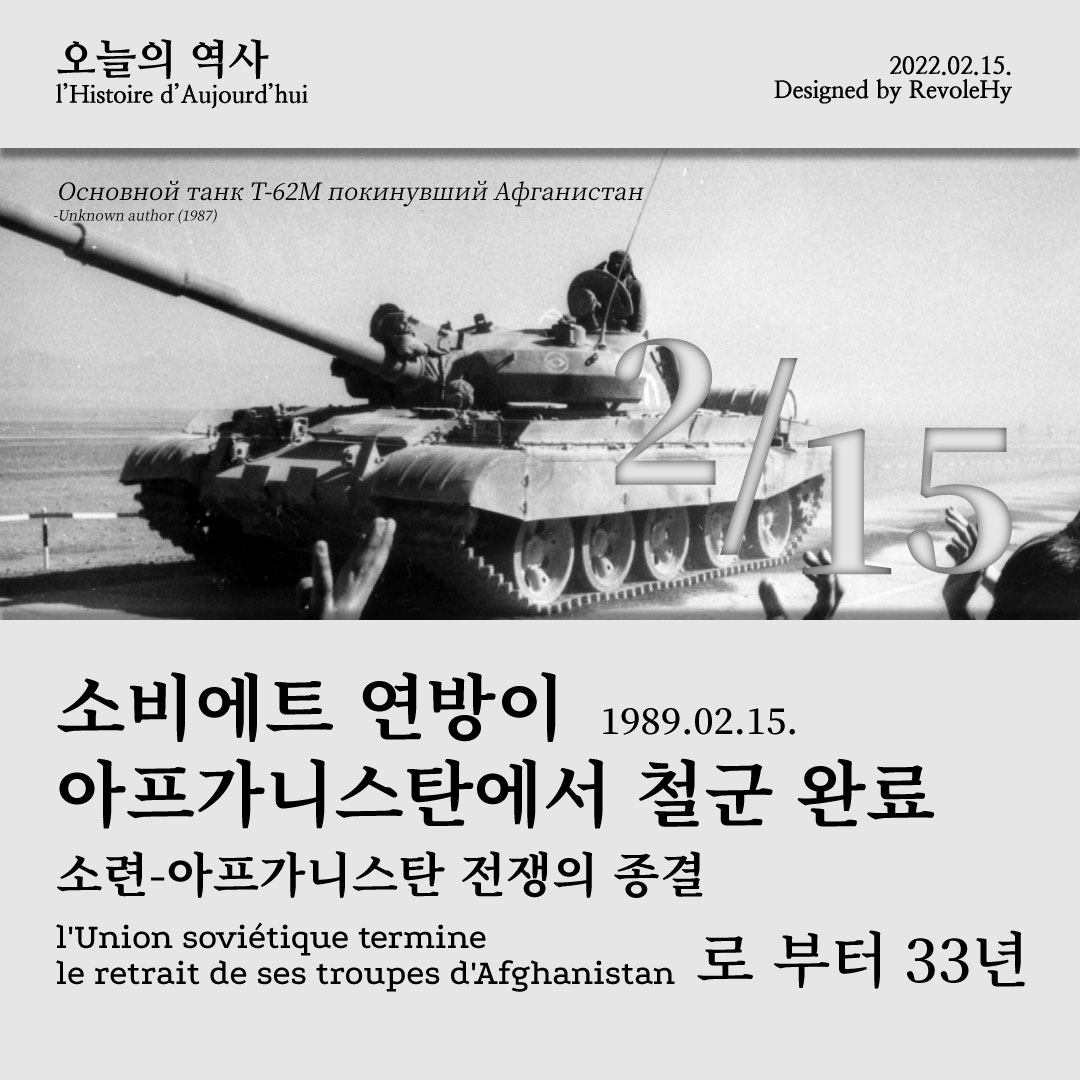 오늘의 역사
l’Histoire d’Aujourd’hui
2022.02.15.
Designed by RevoleHy
Основной танк Т-62М покинувший Афганистан
-Unknown author (1987)
2/15
소비에트 연방이 1989.02.15.
아프가니스탄에서 철군 완료
소련-아프가니스탄 전쟁의 종결
l'Union soviétique termine
le retrait de ses troupes d'Afghanistan 로 부터 33년